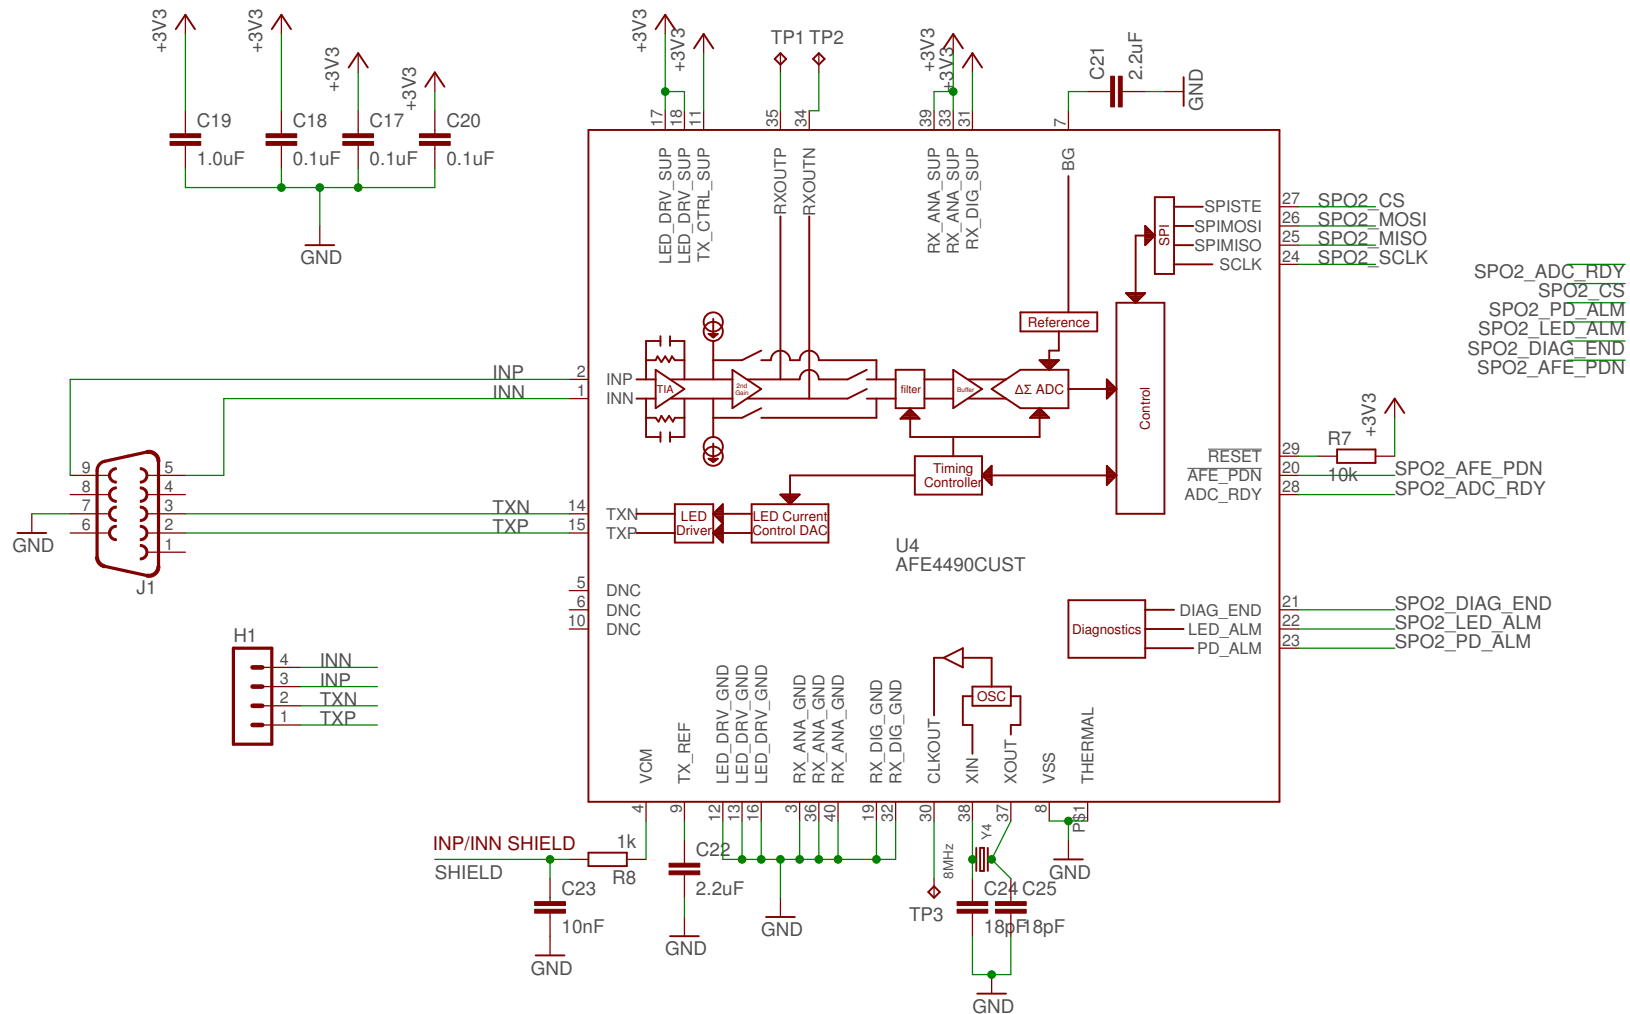 +3V3
+3V3
+3V3
+3V3
C19
1.0uF
C18
0.1uF
C17
0.1uF
C20
0.1uF
GND
+3V3
+3V3
TP1 TP2
+3V3
+3V3
C21
2.2uF
GND
17
18
11
35
34
39
33
31
7
LED_DRV_SUP
LED_DRV_SUP
TX_CTRL_SUP
RXOUTP
RXOUTN
RX_ANA_SUP
RX_ANA_SUP
RX_DIG_SUP
BG
SPI
SPISTE
SPIMOSI
SPIMISO
SCLK
27 SPO2_CS
26 SPO2_MOSI
25 SPO2_MISO
24 SPO2_SCLK
SPO2_ADC_RDY
SPO2_CS
SPO2_PD_ALM
SPO2_LED_ALM
SPO2_DIAG_END
SPO2_AFE_PDN
Reference
INP 2 INP
INN 1 INN
TIA
2nd
Gain
filter
Buffer
ΔΣ ADC
Control
Timing
Controller
RESET
AFE_PDN
ADC_RDY
29
20
28
R7
10k
+3V3
SPO2_AFE_PDN
SPO2_ADC_RDY
9
8
7
6
5
4
3
2
1
J1
GND
TXN 14 TXN
TXP 15 TXP
LED
Driver
LED Current
Control DAC
U4
AFE4490CUST
5 DNC
6 DNC
10 DNC
Diagnostics
DIAG_END
LED_ALM
PD_ALM
21 SPO2_DIAG_END
22 SPO2_LED_ALM
23 SPO2_PD_ALM
H1
4 INN
3 INP
2 TXN
1 TXP
OSC
VCM
TX_REF
LED_DRV_GND
LED_DRV_GND
LED_DRV_GND
RX_ANA_GND
RX_ANA_GND
RX_ANA_GND
RX_DIG_GND
RX_DIG_GND
CLKOUT
XIN
XOUT
VSS
THERMAL
4
9
12
13
16
3
36
40
19
32
30
38
37
8
PS1
INP/INN SHIELD
SHIELD
1k
R8
C23
10nF
GND
C22
2.2uF
GND
GND
TP3
8MHz
Y4
C24
18pF
C25
18pF
GND
GND